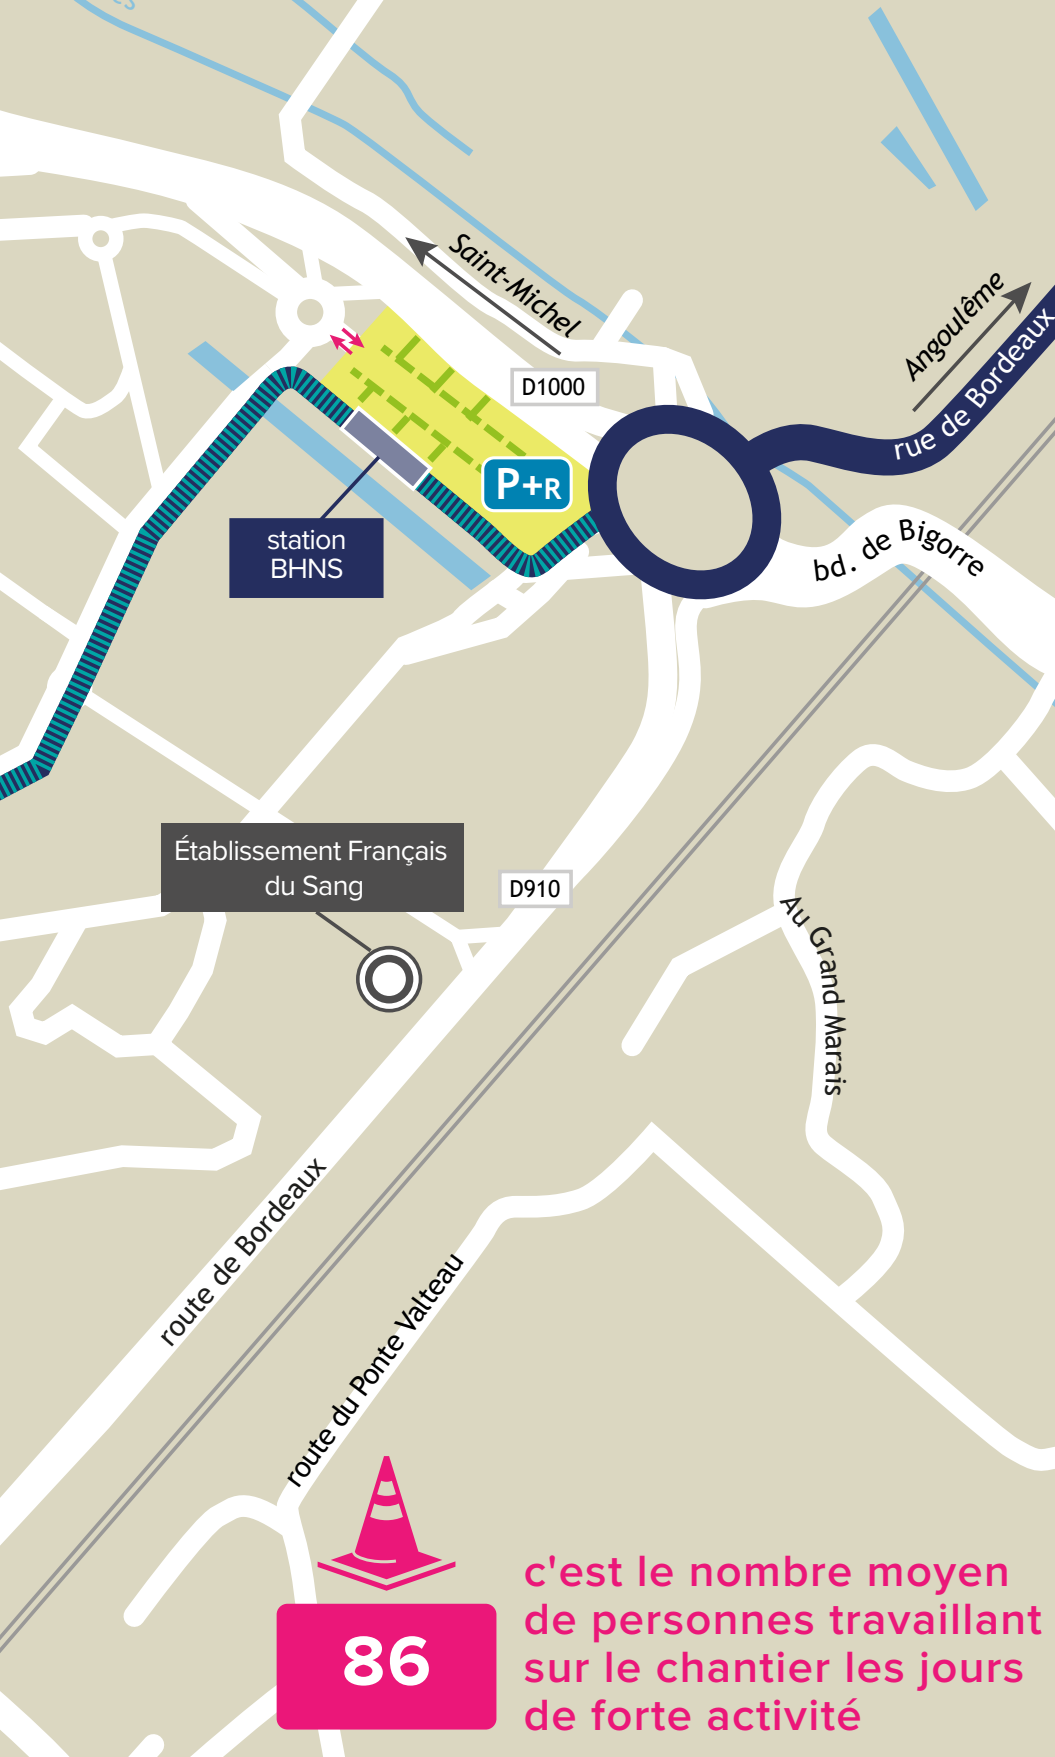 Saint-Michel
Angoulême
rue de Bordeaux
D1000
P+R
station
BHNS
bd. de Bigorre
Établissement Français
du Sang
D910
Au Grand Marais
route de Bordeaux
route du Ponte Valteau
86
c'est le nombre moyen
de personnes travaillant
sur le chantier les jours
de forte activité